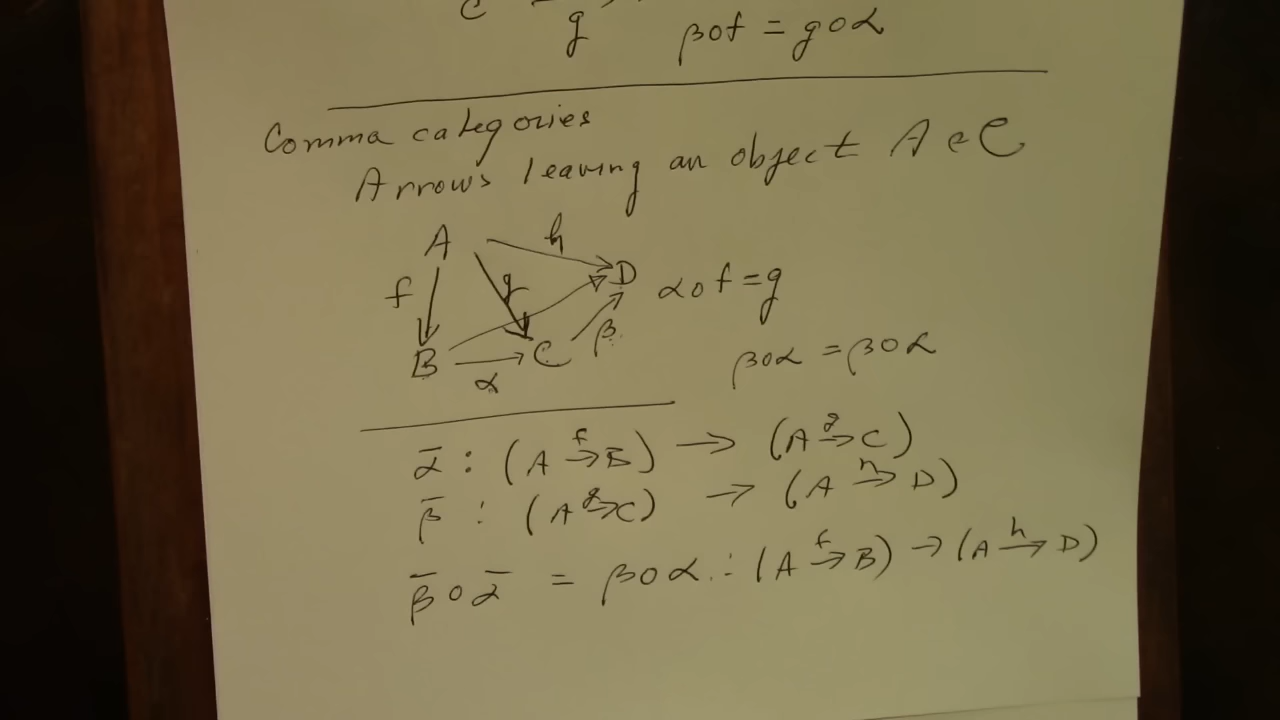 C g β∘f = g∘α
Comma categories
Arrows leaving an object A ∈ C
A h
f g D α∘f = g
B α C β β∘α = β∘α
ᾱ : (A f→ B) → (A g→ C)
β̄ : (A g→ C) → (A h→ D)
β̄ ∘ ᾱ = β∘α : (A f→ B) → (A h→ D)